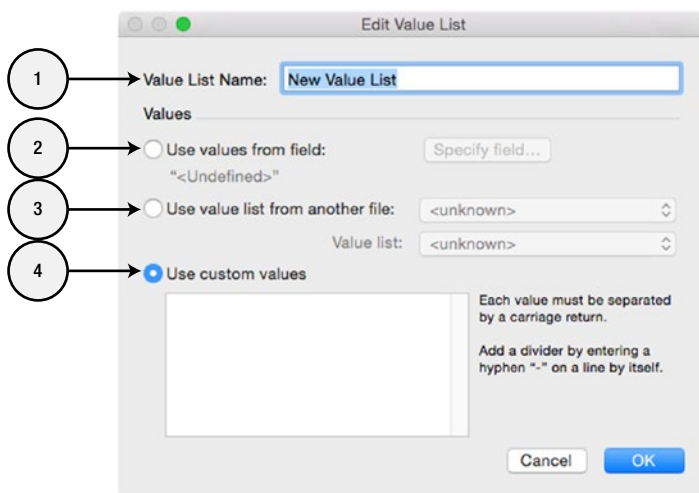 Edit Value List
1
Value List Name: New Value List
Values
2
Use values from field: Specify field...
"<Undefined>"
3
Use value list from another file: <unknown>
Value list: <unknown>
4
Use custom values
Each value must be separated
by a carriage return.
Add a divider by entering a
hyphen "-" on a line by itself.
Cancel OK